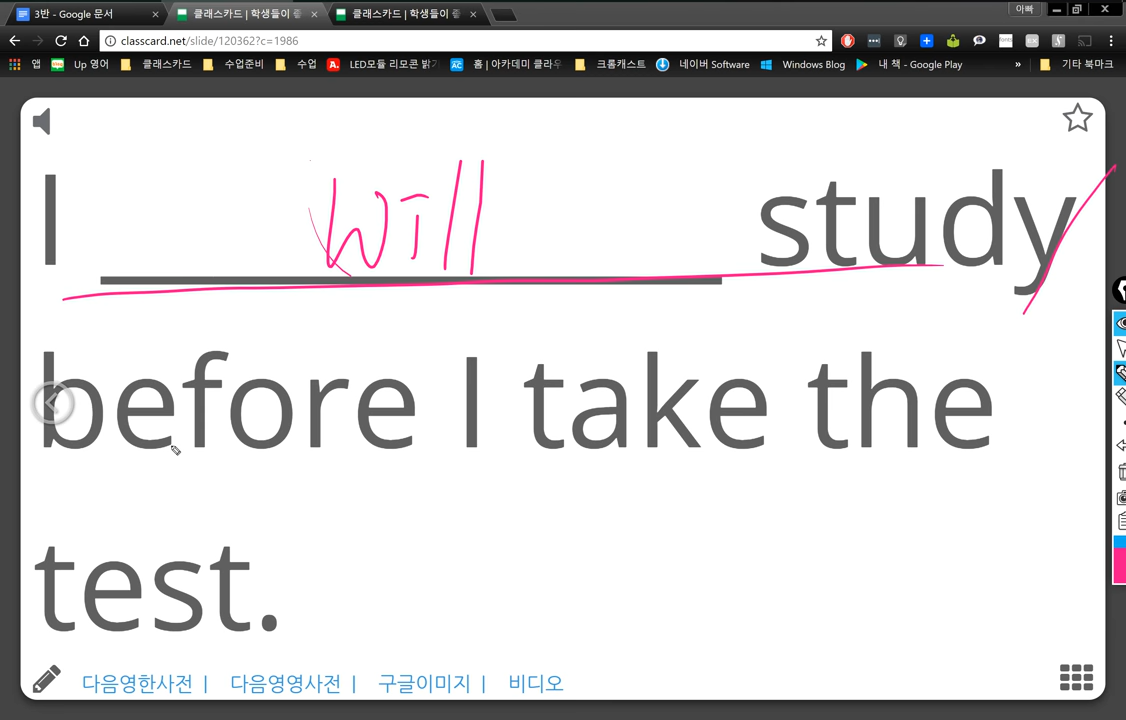 3반 - Google 문서
클래스카드 | 학생들이 좋
클래스카드 | 학생들이 좋
아빠
classcard.net/slide/120362?c=1986
앱 Up 영어 클래스카드 수업준비 수업 LED모듈 리모콘 밝기 홈 | 아카데미 클라우 크롬캐스트 네이버 Software Windows Blog 내 책 - Google Play » 기타 북마크
I will study
before I take the
test.
다음영한사전 | 다음영영사전 | 구글이미지 | 비디오